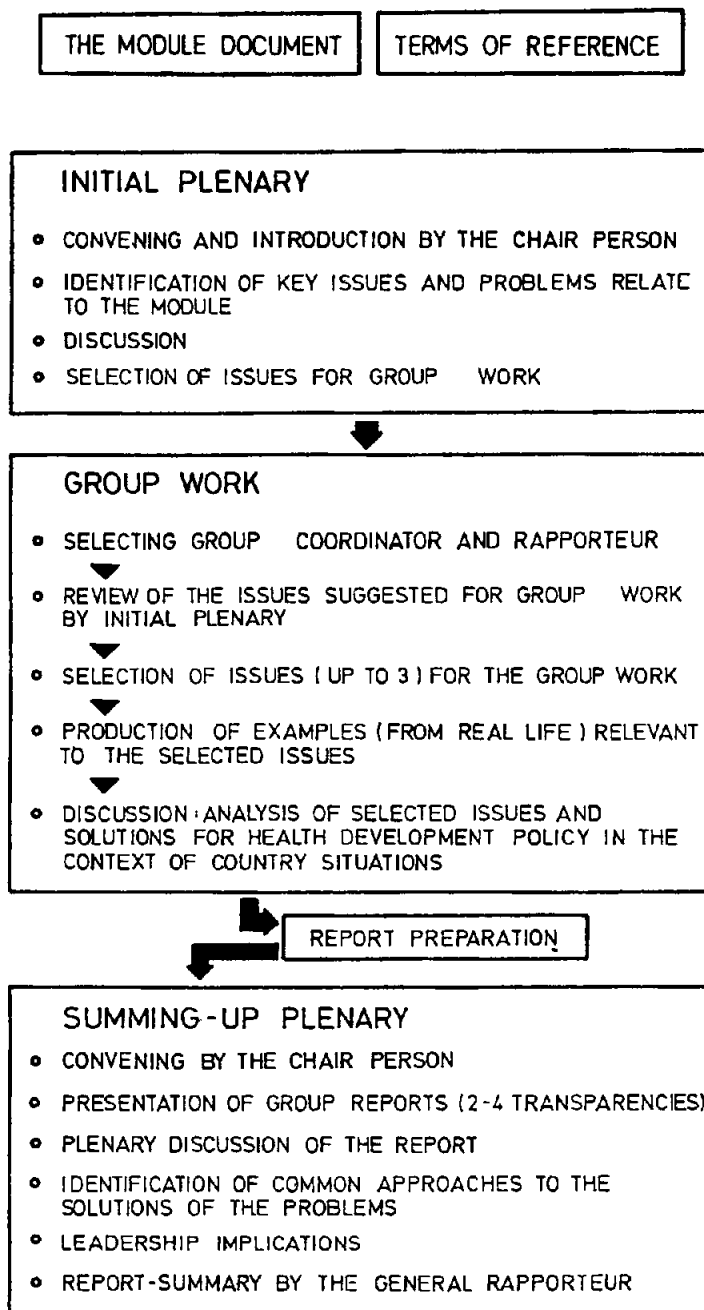 THE MODULE DOCUMENT
TERMS OF REFERENCE
INITIAL PLENARY
• CONVENING AND INTRODUCTION BY THE CHAIR PERSON
• IDENTIFICATION OF KEY ISSUES AND PROBLEMS RELATE
TO THE MODULE
• DISCUSSION
• SELECTION OF ISSUES FOR GROUP WORK
GROUP WORK
• SELECTING GROUP COORDINATOR AND RAPPORTEUR
• REVIEW OF THE ISSUES SUGGESTED FOR GROUP WORK
BY INITIAL PLENARY
• SELECTION OF ISSUES (UP TO 3) FOR THE GROUP WORK
• PRODUCTION OF EXAMPLES (FROM REAL LIFE) RELEVANT
TO THE SELECTED ISSUES
• DISCUSSION: ANALYSIS OF SELECTED ISSUES AND
SOLUTIONS FOR HEALTH DEVELOPMENT POLICY IN THE
CONTEXT OF COUNTRY SITUATIONS
REPORT PREPARATION
SUMMING-UP PLENARY
• CONVENING BY THE CHAIR PERSON
• PRESENTATION OF GROUP REPORTS (2-4 TRANSPARENCIES)
• PLENARY DISCUSSION OF THE REPORT
• IDENTIFICATION OF COMMON APPROACHES TO THE
SOLUTIONS OF THE PROBLEMS
• LEADERSHIP IMPLICATIONS
• REPORT-SUMMARY BY THE GENERAL RAPPORTEUR